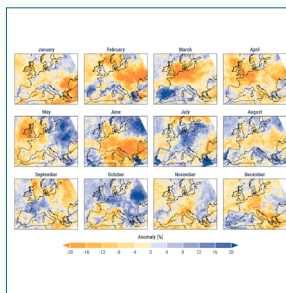 January February March April
May June July August
September October November December
Anomaly (%)
-20 -16 -12 -8 -4 0 4 8 12 16 20